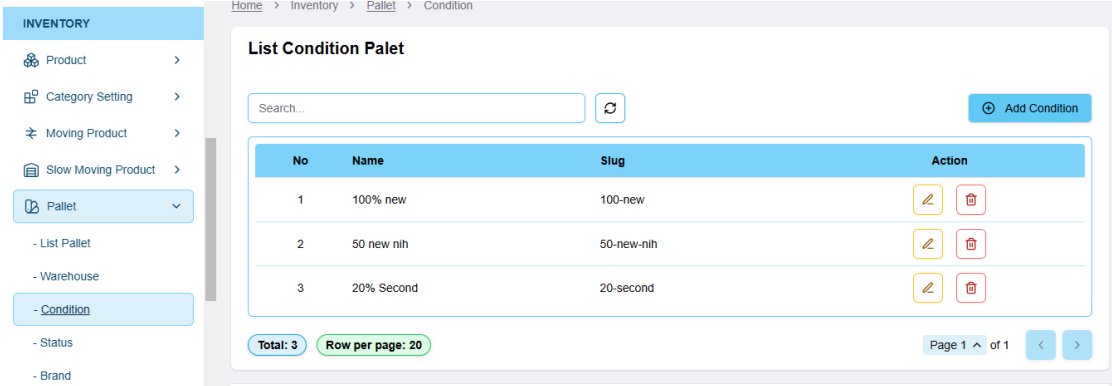 Home > Inventory > Pallet > Condition
INVENTORY
Product
Category Setting
Moving Product
Slow Moving Product
Pallet
- List Pallet
- Warehouse
- Condition
- Status
- Brand
List Condition Palet
Search...
Add Condition
No Name Slug Action
1 100% new 100-new
2 50 new nih 50-new-nih
3 20% Second 20-second
Total: 3 Row per page: 20 Page 1 of 1